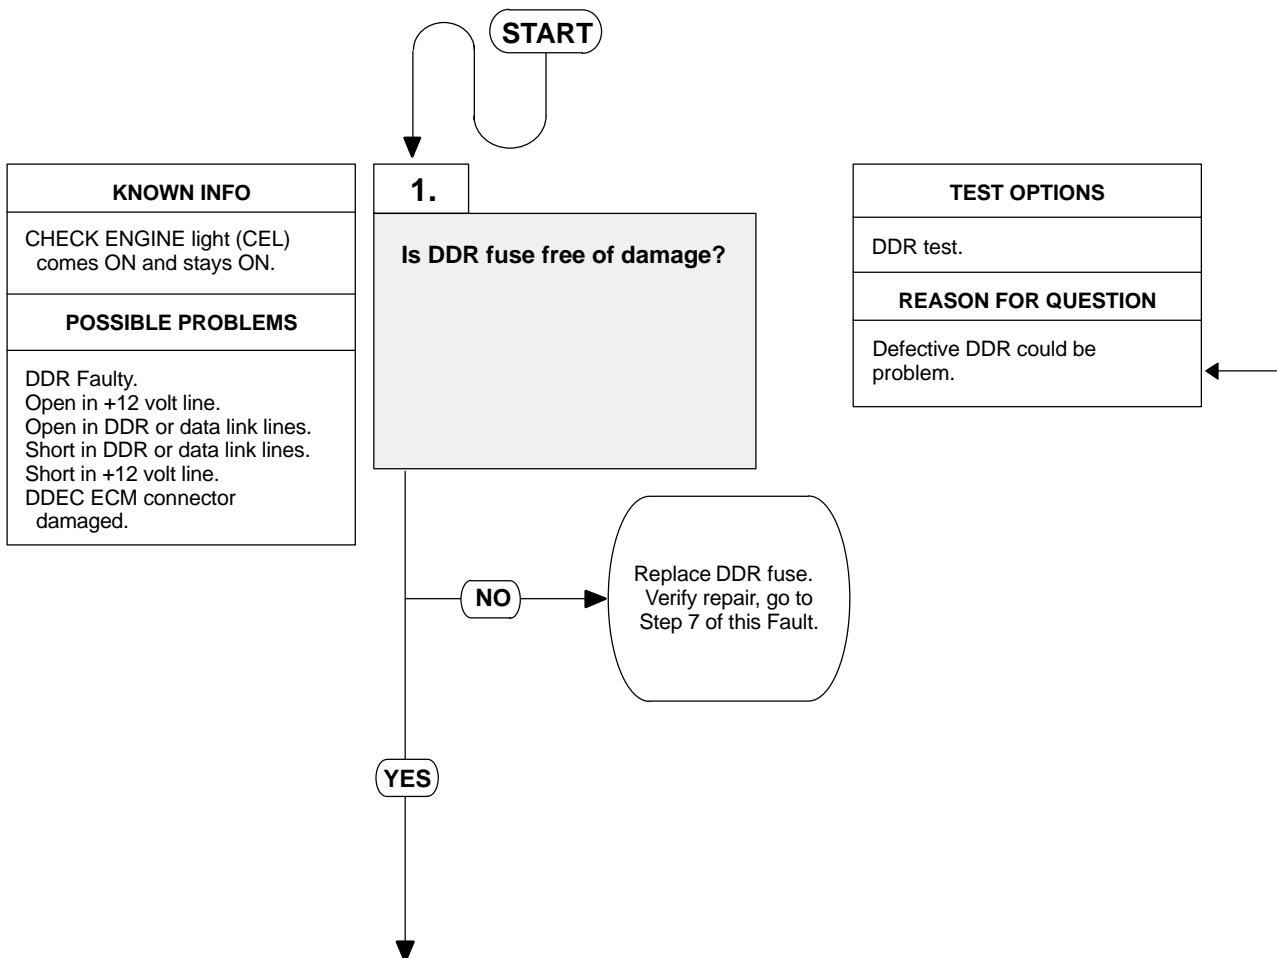 START
KNOWN INFO
CHECK ENGINE light (CEL)
comes ON and stays ON.
POSSIBLE PROBLEMS
DDR Faulty.
Open in +12 volt line.
Open in DDR or data link lines.
Short in DDR or data link lines.
Short in +12 volt line.
DDEC ECM connector
damaged.
1.
Is DDR fuse free of damage?
TEST OPTIONS
DDR test.
REASON FOR QUESTION
Defective DDR could be
problem.
NO
Replace DDR fuse.
Verify repair, go to
Step 7 of this Fault.
YES